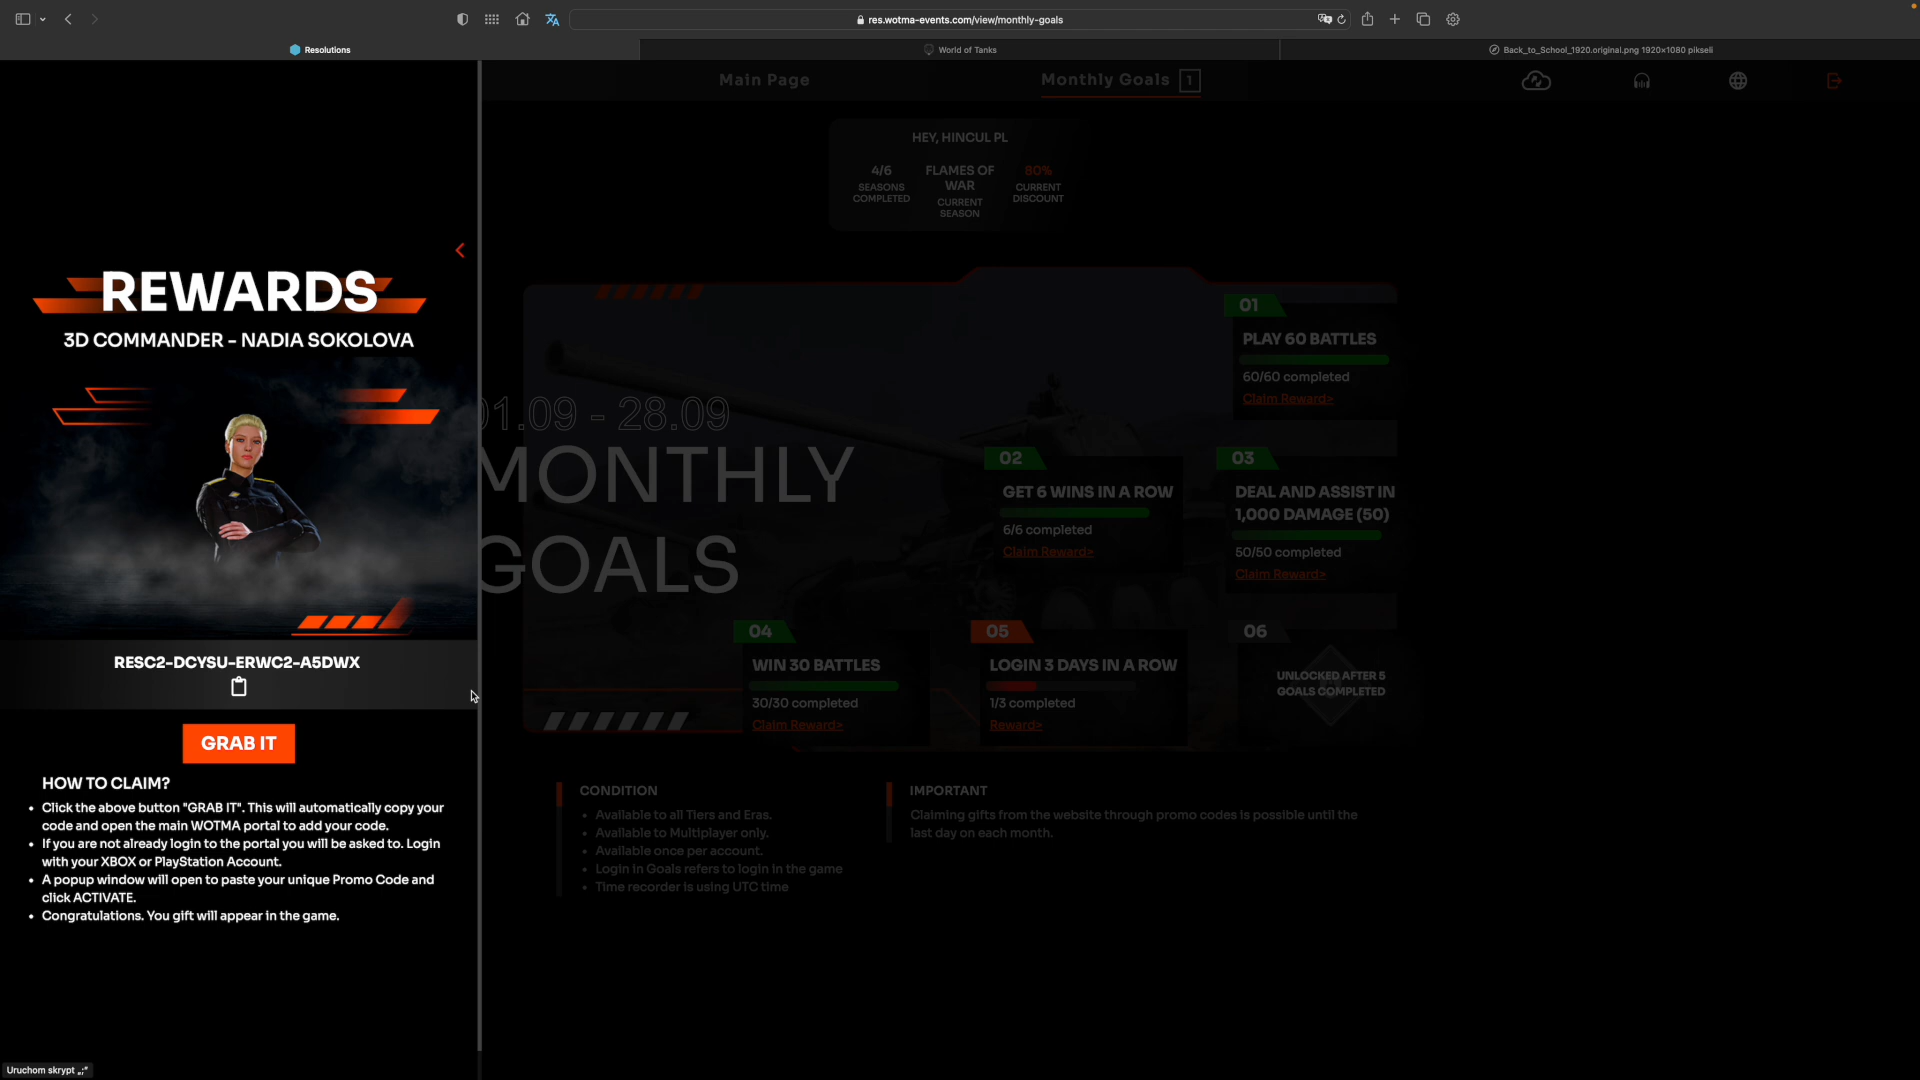 res.wotma-events.com/view/monthly-goals
Resolutions
World of Tanks
Back_to_School_1920.original.png 1920×1080 pikseli
Main Page
Monthly Goals 1
HEY, HINCUL PL
4/6
SEASONS
COMPLETED
FLAMES OF
WAR
CURRENT
SEASON
80%
CURRENT
DISCOUNT
REWARDS
3D COMMANDER - NADIA SOKOLOVA
RESC2-DCYSU-ERWC2-A5DWX
GRAB IT
HOW TO CLAIM?
• Click the above button "GRAB IT". This will automatically copy your
code and open the main WOTMA portal to add your code.
• If you are not already login to the portal you will be asked to. Login
with your XBOX or PlayStation Account.
• A popup window will open to paste your unique Promo Code and
click ACTIVATE.
• Congratulations. You gift will appear in the game.
01.09 - 28.09
MONTHLY
GOALS
01
PLAY 60 BATTLES
60/60 completed
Claim Reward>
02
GET 6 WINS IN A ROW
6/6 completed
Claim Reward>
03
DEAL AND ASSIST IN
1,000 DAMAGE (50)
50/50 completed
Claim Reward>
04
WIN 30 BATTLES
30/30 completed
Claim Reward>
05
LOGIN 3 DAYS IN A ROW
1/3 completed
Reward>
06
UNLOCKED AFTER 5
GOALS COMPLETED
CONDITION
• Available to all Tiers and Eras.
• Available to Multiplayer only.
• Available once per account.
• Login in Goals refers to login in the game
• Time recorder is using UTC time
IMPORTANT
Claiming gifts from the website through promo codes is possible until the
last day on each month.
Uruchom skrypt „;"